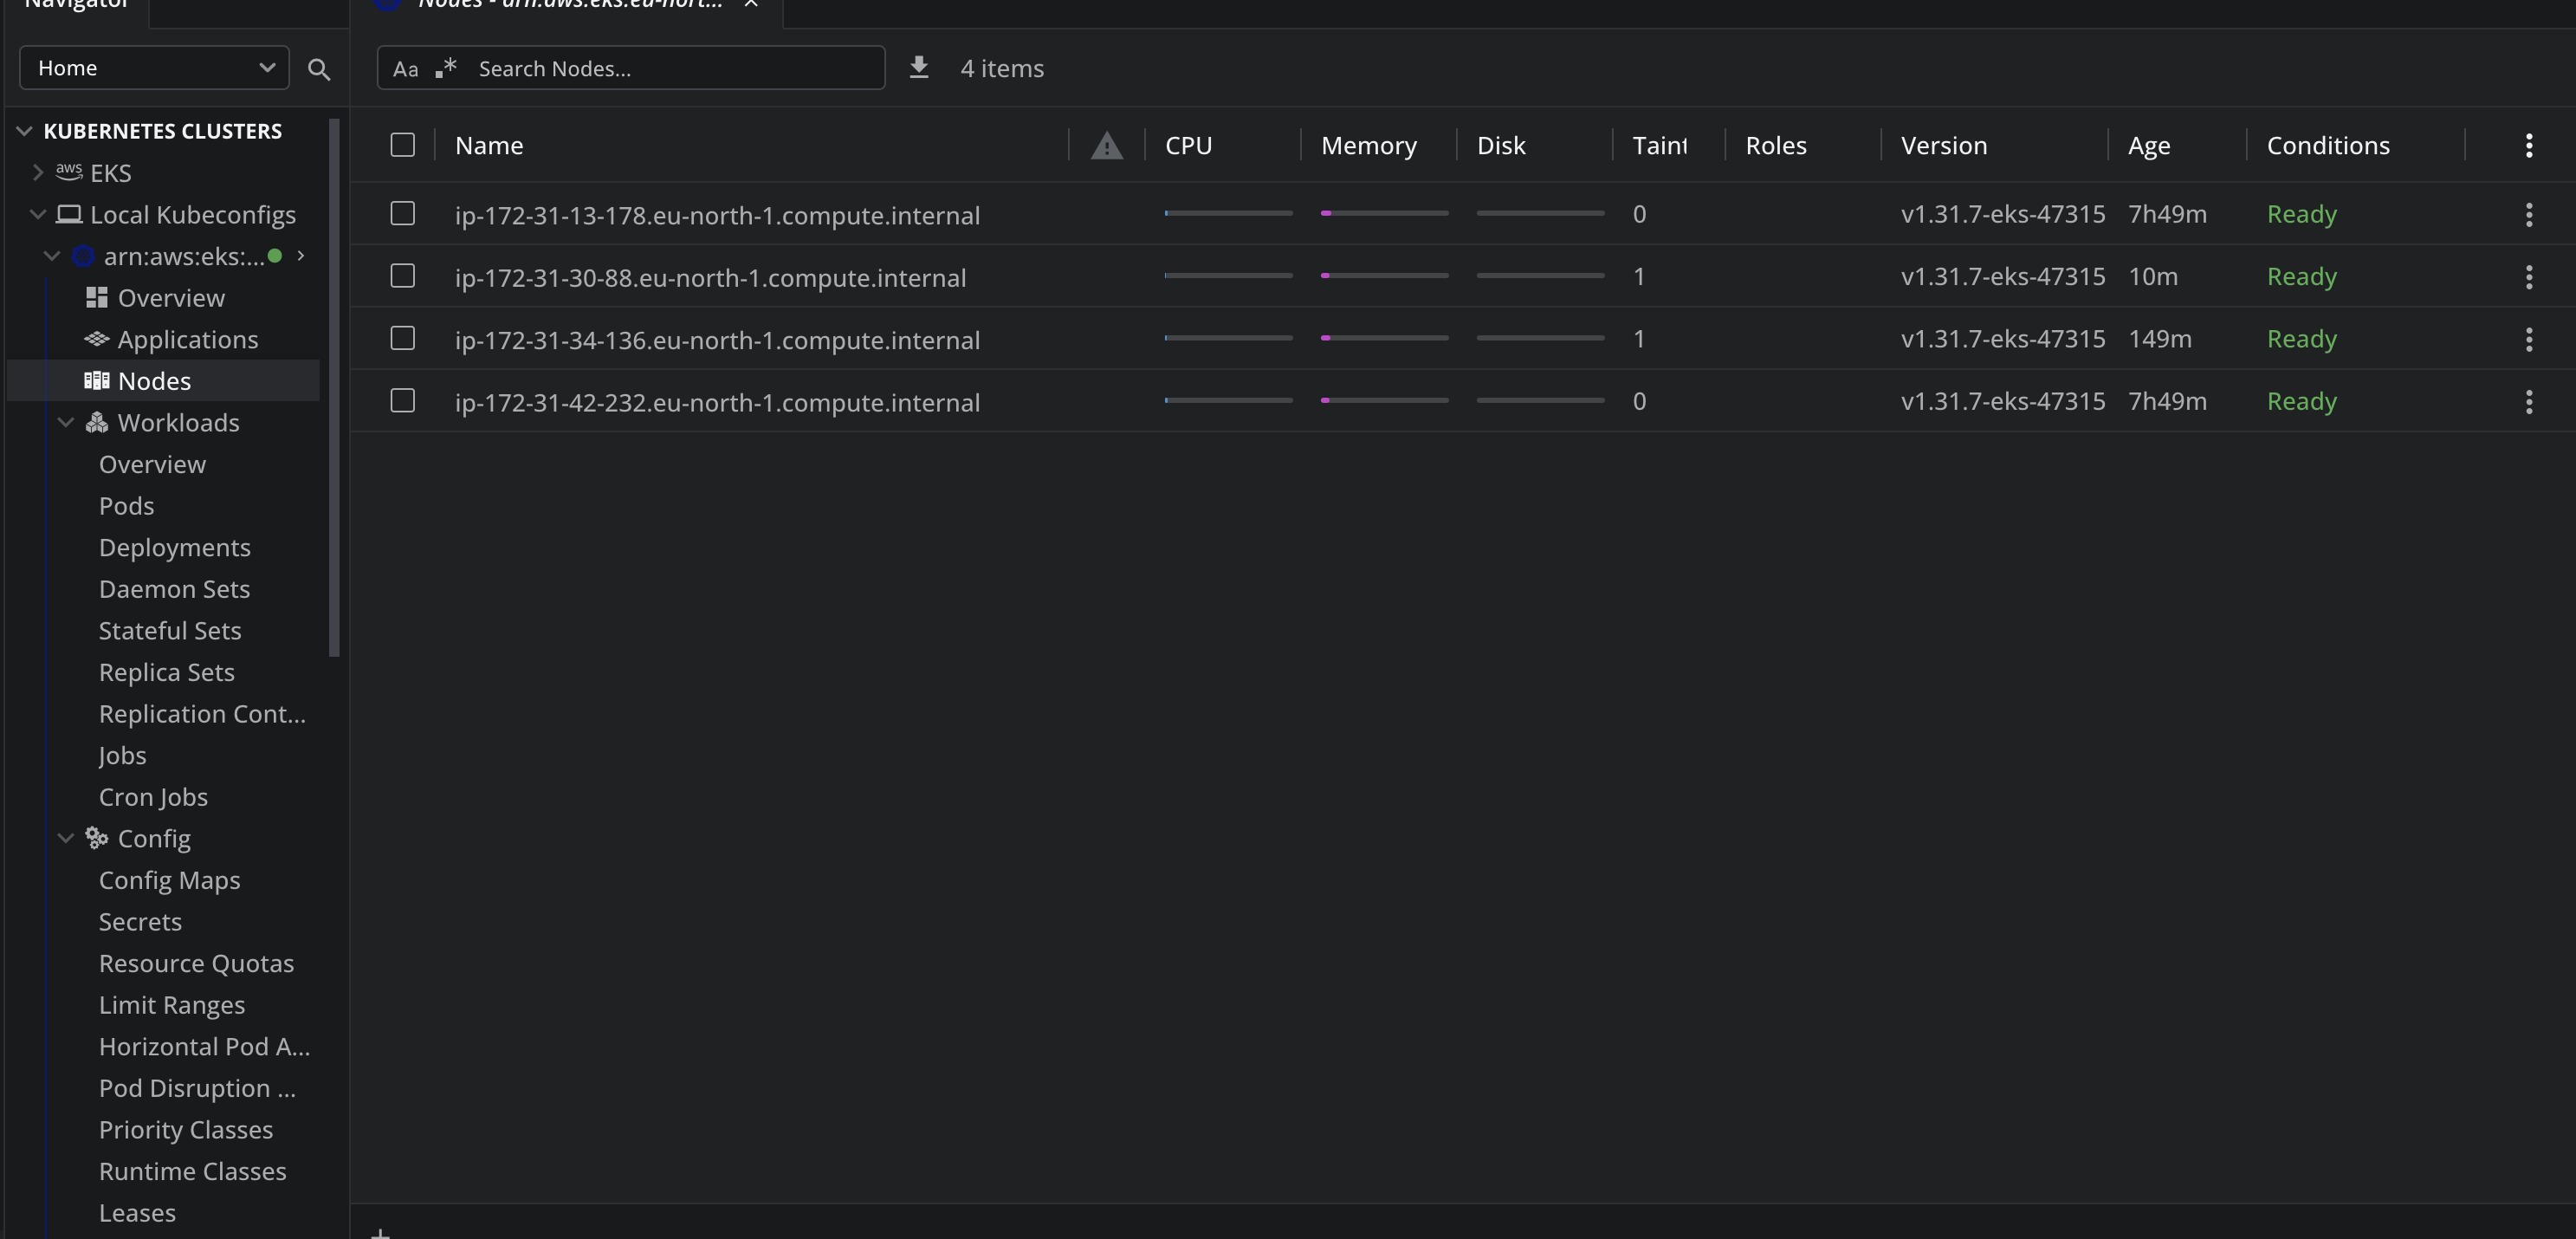 Navigator
Nodes - arn:aws:eks:eu-nort... ×
Home
Aa .* Search Nodes... 4 items
KUBERNETES CLUSTERS
aws EKS
Local Kubeconfigs
arn:aws:eks:...
Overview
Applications
Nodes
Workloads
Overview
Pods
Deployments
Daemon Sets
Stateful Sets
Replica Sets
Replication Cont...
Jobs
Cron Jobs
Config
Config Maps
Secrets
Resource Quotas
Limit Ranges
Horizontal Pod A...
Pod Disruption ...
Priority Classes
Runtime Classes
Leases
Name CPU Memory Disk Taint Roles Version Age Conditions
ip-172-31-13-178.eu-north-1.compute.internal 0 v1.31.7-eks-47315 7h49m Ready
ip-172-31-30-88.eu-north-1.compute.internal 1 v1.31.7-eks-47315 10m Ready
ip-172-31-34-136.eu-north-1.compute.internal 1 v1.31.7-eks-47315 149m Ready
ip-172-31-42-232.eu-north-1.compute.internal 0 v1.31.7-eks-47315 7h49m Ready